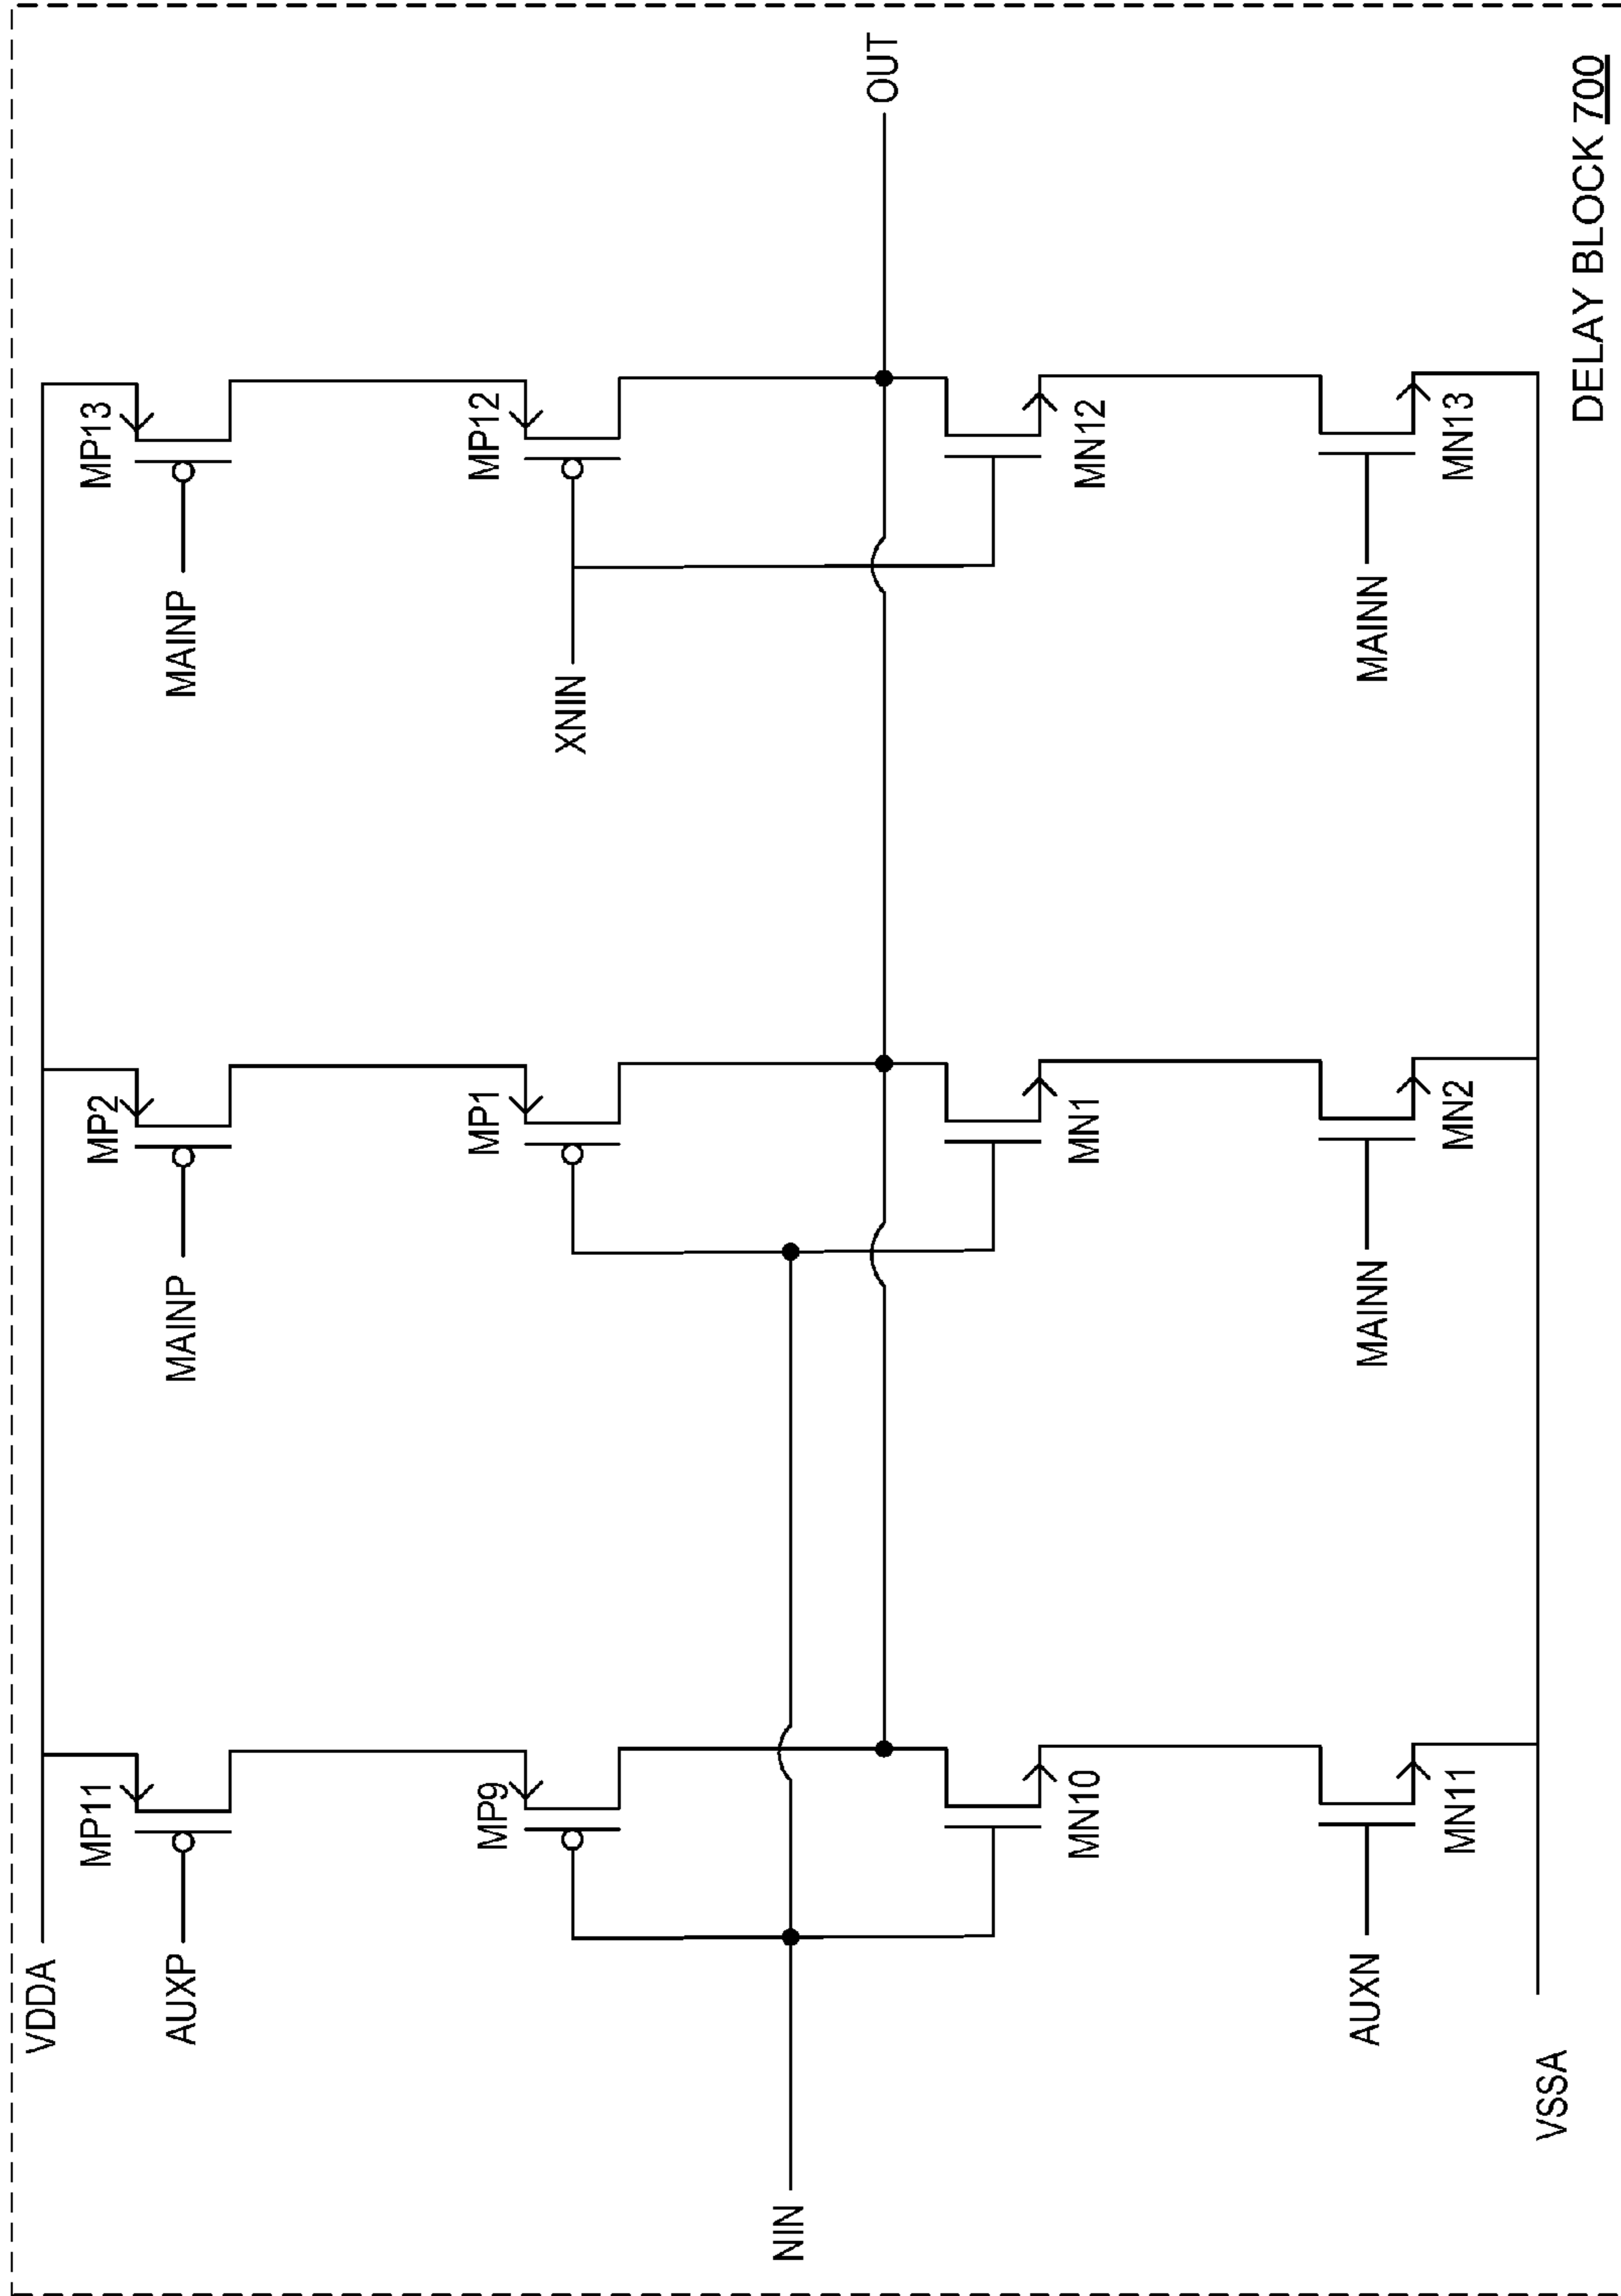 VDDA
MP11
MP2
MP13
AUXP
MAINP
MAINP
MP9
MP1
MP12
XNIN
NIN
OUT
MN10
MN1
MN12
AUXN
MAINN
MAINN
MN11
MN2
MN13
VSSA
DELAY BLOCK 700